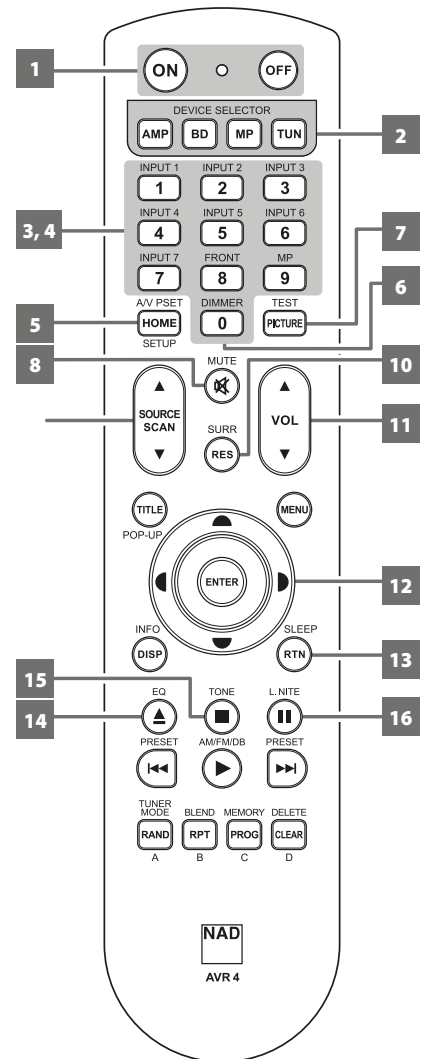 1
ON
OFF
DEVICE SELECTOR
AMP BD MP TUN
2
INPUT 1 INPUT 2 INPUT 3
1 2 3
INPUT 4 INPUT 5 INPUT 6
3, 4
4 5 6
7
INPUT 7 FRONT MP
7 8 9
6
A/V PSET DIMMER TEST
5
HOME 0 PICTURE
SETUP
8
MUTE
10
SOURCE
SCAN
SURR
RES
VOL
11
TITLE
MENU
POP-UP
ENTER
12
INFO SLEEP
DISP RTN
13
15
EQ TONE L. NITE
14
16
PRESET AM/FM/DB PRESET
TUNER
MODE BLEND MEMORY DELETE
RAND RPT PROG CLEAR
A B C D
NAD
AVR 4